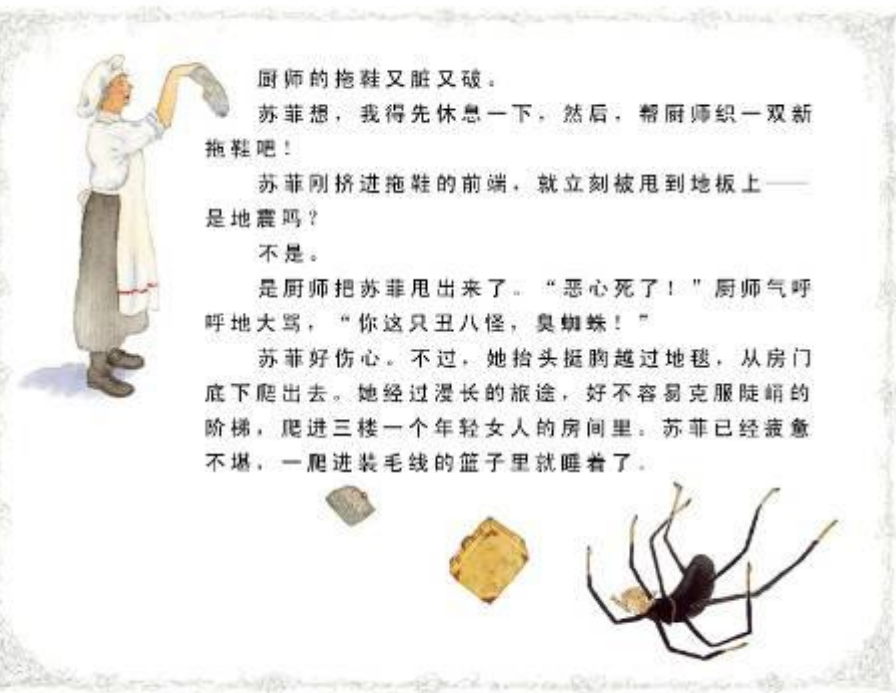 厨师的拖鞋又脏又破。
苏菲想，我得先休息一下，然后，帮厨师织一双新
拖鞋吧！
苏菲刚挤进拖鞋的前端，就立刻被甩到地板上——
是地震吗？
不是。
是厨师把苏菲甩出来了。“恶心死了！”厨师气呼
呼地大骂，“你这只丑八怪，臭蜘蛛！”
苏菲好伤心。不过，她抬头挺胸越过地毯，从房门
底下爬出去。她经过漫长的旅途，好不容易克服陡峭的
阶梯，爬进三楼一个年轻女人的房间里。苏菲已经疲惫
不堪，一爬进装毛线的篮子里就睡着了。